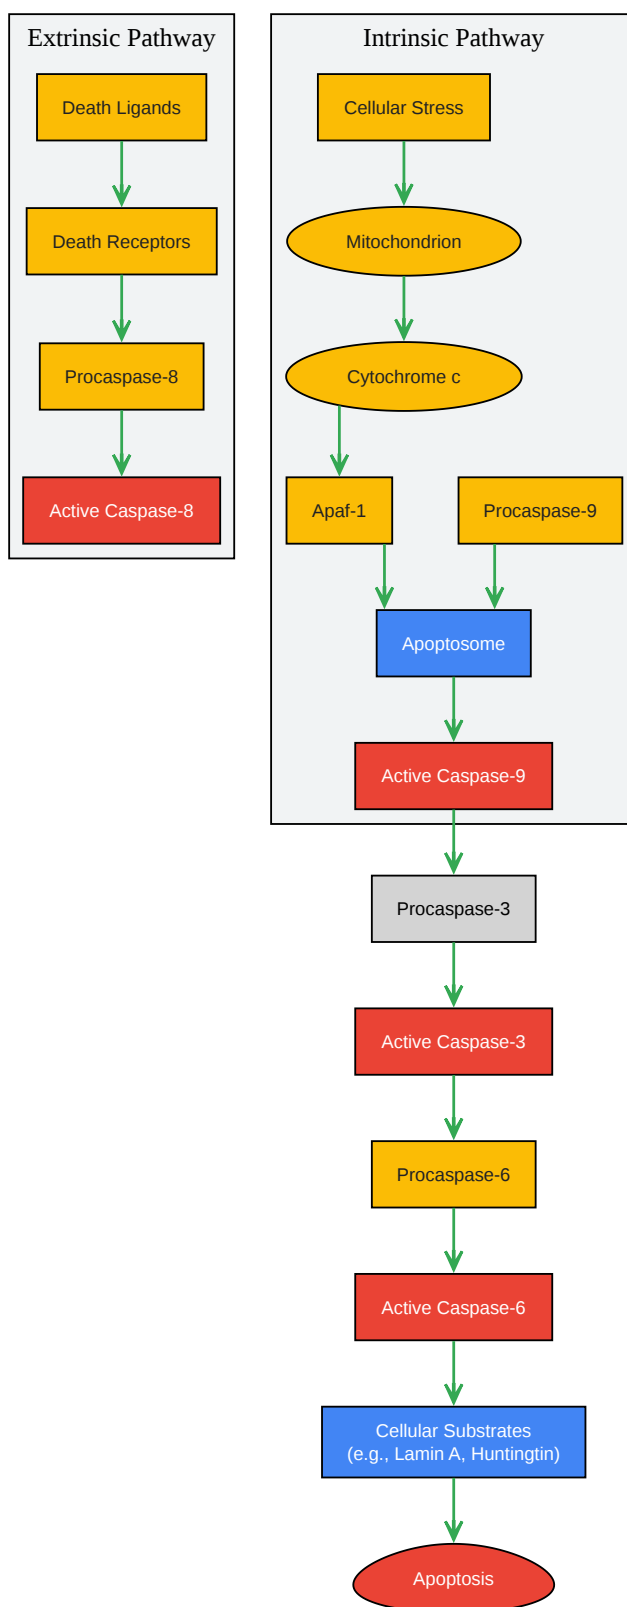 Extrinsic Pathway
Death Ligands
Death Receptors
Procaspase-8
Active Caspase-8
Intrinsic Pathway
Cellular Stress
Mitochondrion
Cytochrome c
Apaf-1
Procaspase-9
Apoptosome
Active Caspase-9
Procaspase-3
Active Caspase-3
Procaspase-6
Active Caspase-6
Cellular Substrates
(e.g., Lamin A, Huntingtin)
Apoptosis